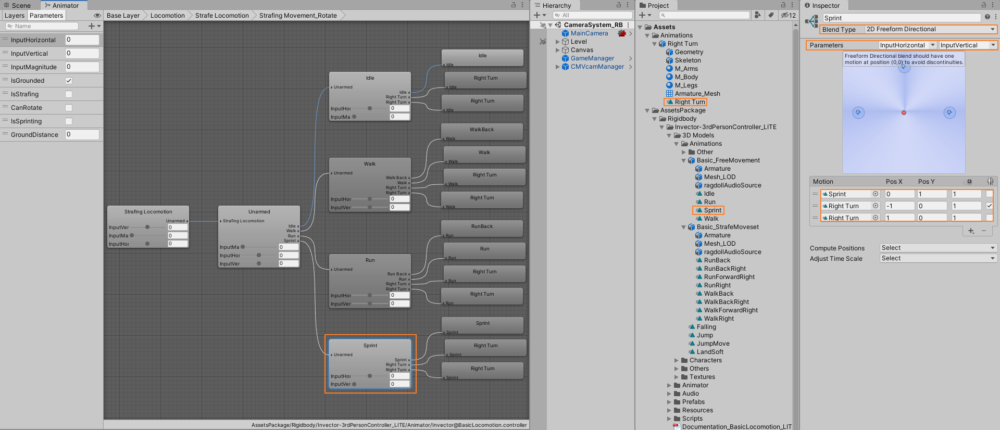 Scene
Animator
Layers
Parameters
Name
InputHorizontal
0
InputVertical
0
InputMagnitude
0
IsGrounded
IsStrafing
CanRotate
IsSprinting
GroundDistance
0
Base Layer
Locomotion
Strafe Locomotion
Strafing Movement_Rotate
Strafing Locomotion
Unarmed
InputVer
0
InputMa
0
InputHor
0
Unarmed
Strafing Locomotion
Idle
Walk
Run
Sprint
InputMa
0
InputHor
0
InputVer
0
Idle
Unarmed
Idle
Right Turn
Right Turn
InputHor
0
InputMa
0
Walk
Unarmed
Walk Back
Walk
Right Turn
Right Turn
InputHor
0
InputVer
0
Run
Unarmed
Run Back
Run
Right Turn
Right Turn
InputHor
0
InputVer
0
Sprint
Unarmed
Sprint
Right Turn
Right Turn
InputHor
0
InputVer
0
Idle
Idle
Right Turn
Idle
Right Turn
Idle
WalkBack
Walk
Walk
Walk
Right Turn
Walk
Right Turn
Walk
RunBack
Run
Run
Run
Right Turn
Run
Right Turn
Run
Sprint
Sprint
Right Turn
Sprint
Right Turn
Sprint
AssetsPackage/Rigidbody/Invector-3rdPersonController_LITE/Animator/Invector@BasicLocomotion.controller
Hierarchy
All
CameraSystem_RB
MainCamera
Level
Canvas
GameManager
CMVcamManager
Project
12
Assets
Animations
Right Turn
Geometry
Skeleton
M_Arms
M_Body
M_Legs
Armature_Mesh
Right Turn
AssetsPackage
Rigidbody
Invector-3rdPersonController_LITE
3D Models
Animations
Other
Basic_FreeMovement
Armature
Mesh_LOD
ragdollAudioSource
Idle
Run
Sprint
Walk
Basic_StrafeMoveset
Armature
Mesh_LOD
ragdollAudioSource
RunBack
RunBackRight
RunForwardRight
RunRight
WalkBack
WalkBackRight
WalkForwardRight
WalkRight
Falling
Jump
JumpMove
LandSoft
Characters
Others
Textures
Animator
Audio
Prefabs
Resources
Scripts
Documentation_BasicLocomotion_LIT
Inspector
Sprint
Blend Type
2D Freeform Directional
Parameters
InputHorizontal
InputVertical
Freeform Directional blend should have one
motion at position (0,0) to avoid discontinuities.
Motion
Pos X
Pos Y
Sprint
0
1
1
Right Turn
-1
0
1
Right Turn
1
0
1
Compute Positions
Select
Adjust Time Scale
Select